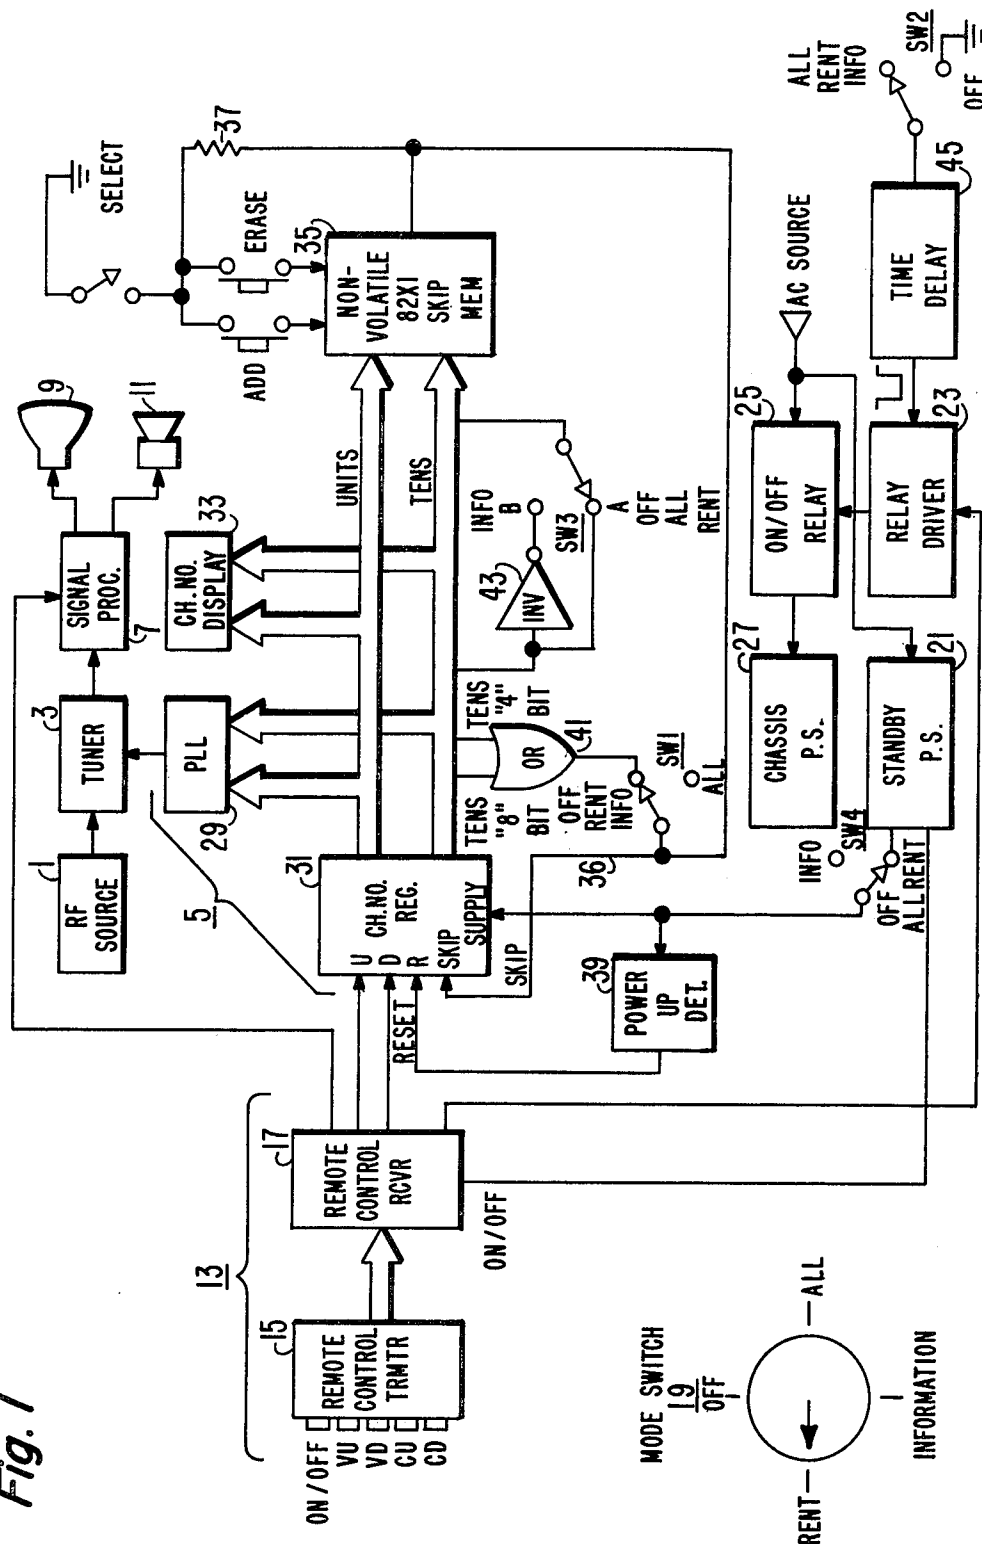 Fig. 1
SELECT
37
9
11
ADD
ERASE
35
NON-
VOLATILE
82X1
SKIP
MEM
1
RF
SOURCE
3
TUNER
7
SIGNAL
PROC.
33
CH.NO.
DISPLAY
5
29
PLL
UNITS
TENS
13
15
REMOTE
CONTROL
TRMTR
ON/OFF
VU
VD
CU
CD
17
REMOTE
CONTROL
RCVR
ON/OFF
31
U
D
R
CH.NO.
REG.
SKIP
SUPPLY
RESET
SKIP
36
39
POWER
UP
DET.
TENS
"8"
BIT
TENS
"4"
BIT
OR
41
OFF
RENT
INFO
SW1
ALL
43
INV
INFO
B
SW3
A
OFF
ALL
RENT
MODE SWITCH
19
OFF
ALL
INFORMATION
RENT
INFO
SW4
OFF
ALL RENT
27
CHASSIS
P.S.
21
STANDBY
P.S.
25
ON/OFF
RELAY
23
RELAY
DRIVER
AC SOURCE
45
TIME
DELAY
ALL
RENT
INFO
SW2
OFF